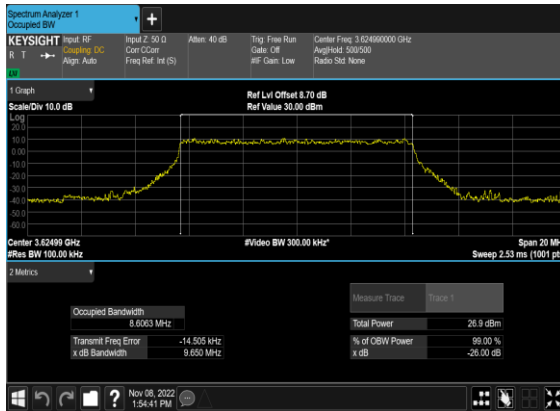 Spectrum Analyzer 1
Occupied BW
KEYSIGHT
R T
Input: RF
Coupling: DC
Align: Auto
Input Z: 50 Ω
Corr CCorr
Freq Ref: Int (S)
Atten: 40 dB
Trig: Free Run
Gate: Off
#IF Gain: Low
Center Freq: 3.624990000 GHz
Avg|Hold: 500/500
Radio Std: None
LXI
1 Graph
Scale/Div 10.0 dB
Ref Lvl Offset 8.70 dB
Ref Value 30.00 dBm
Log
20.0
10.0
0.00
-10.0
-20.0
-30.0
-40.0
-50.0
-60.0
Center 3.62499 GHz
#Res BW 100.00 kHz
#Video BW 300.00 kHz*
Span 20 MH
Sweep 2.53 ms (1001 pt
2 Metrics
Measure Trace
Trace 1
Occupied Bandwidth
8.6063 MHz
Total Power
26.9 dBm
Transmit Freq Error
-14.505 kHz
% of OBW Power
99.00 %
x dB Bandwidth
9.650 MHz
x dB
-26.00 dB
?
Nov 08, 2022
1:54:41 PM